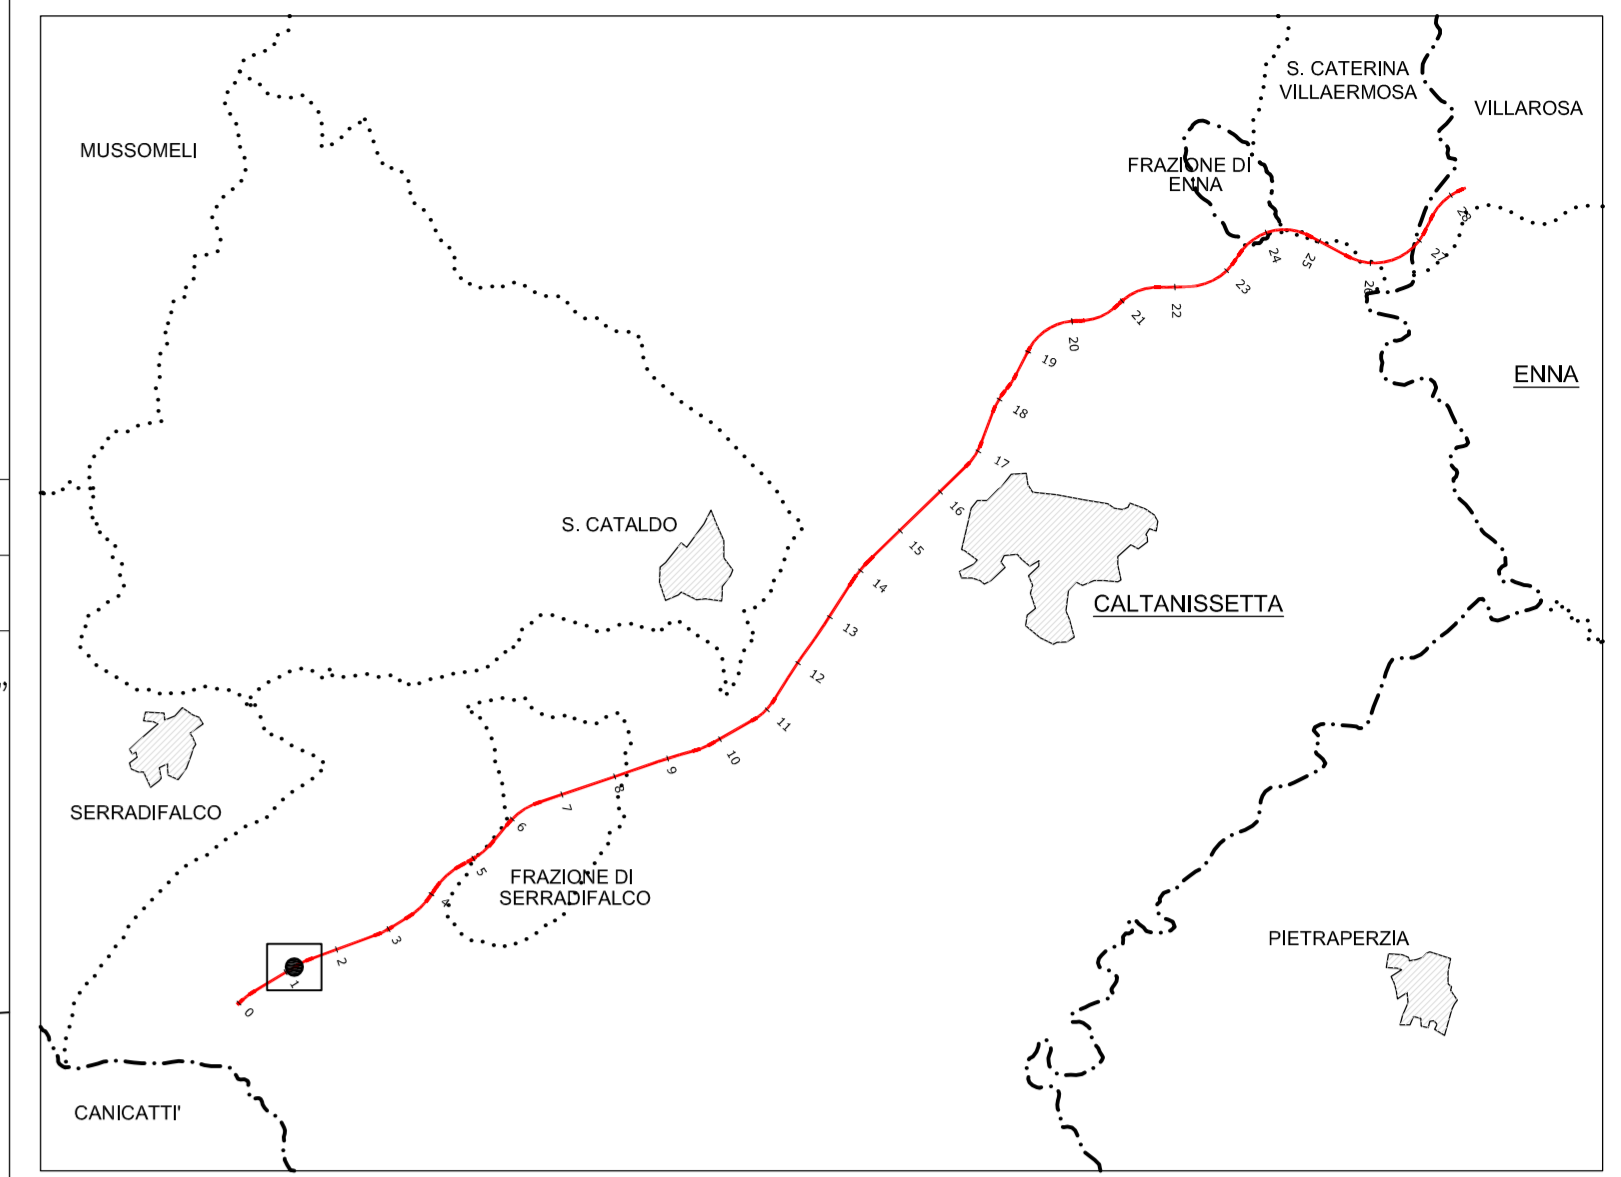 S. CATERINA
VILLAERMOSA
VILLAROSA
MUSSOMELI
FRAZIONE DI
ENNA
28
24
25
27
23
26
22
21
20
19
ENNA
18
17
16
S. CATALDO
15
14
CALTANISSETTA
13
12
11
10
9
8
7
SERRADIFALCO
6
5
FRAZIONE DI
SERRADIFALCO
4
3
PIETRAPERZIA
2
1
0
CANICATTI'